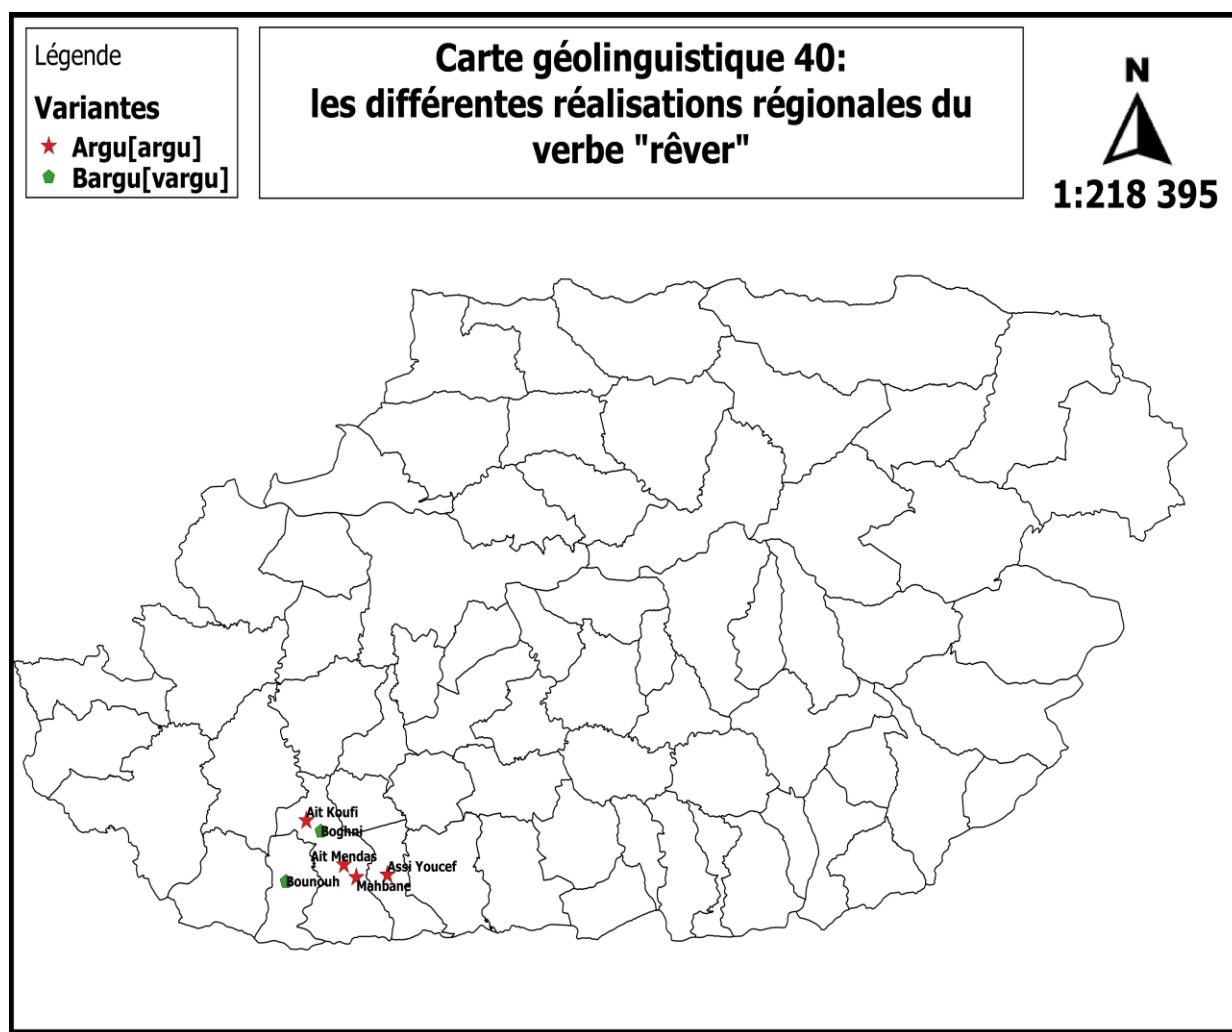 Légende
Variantes
Argu[argu]
Bargu[vargu]
Carte géolinguistique 40:
les différentes réalisations régionales du
verbe "rêver"
N
1:218 395
Ait Koufi
Boghni
Ait Mendas
Assi Youcef
Bounouh
Mahbane